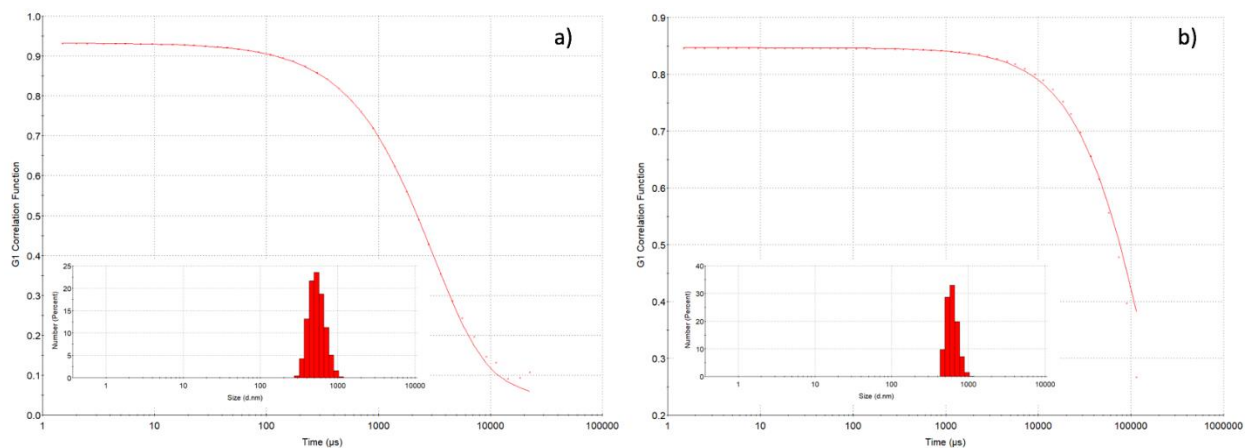 a)
1.0
0.9
0.8
0.7
0.6
0.5
0.4
0.3
0.2
0.1
0.0
G1 Correlation Function
1 10 100 1000 10000 100000
Time (µs)
25
20
15
10
5
0
Number (Percent)
1 10 100 1000 10000
Size (d.nm)
b)
0.9
0.8
0.7
0.6
0.5
0.4
0.3
0.2
G1 Correlation Function
1 10 100 1000 10000 100000 1000000
Time (µs)
40
30
20
10
0
Number (Percent)
1 10 100 1000 10000
Size (d.nm)